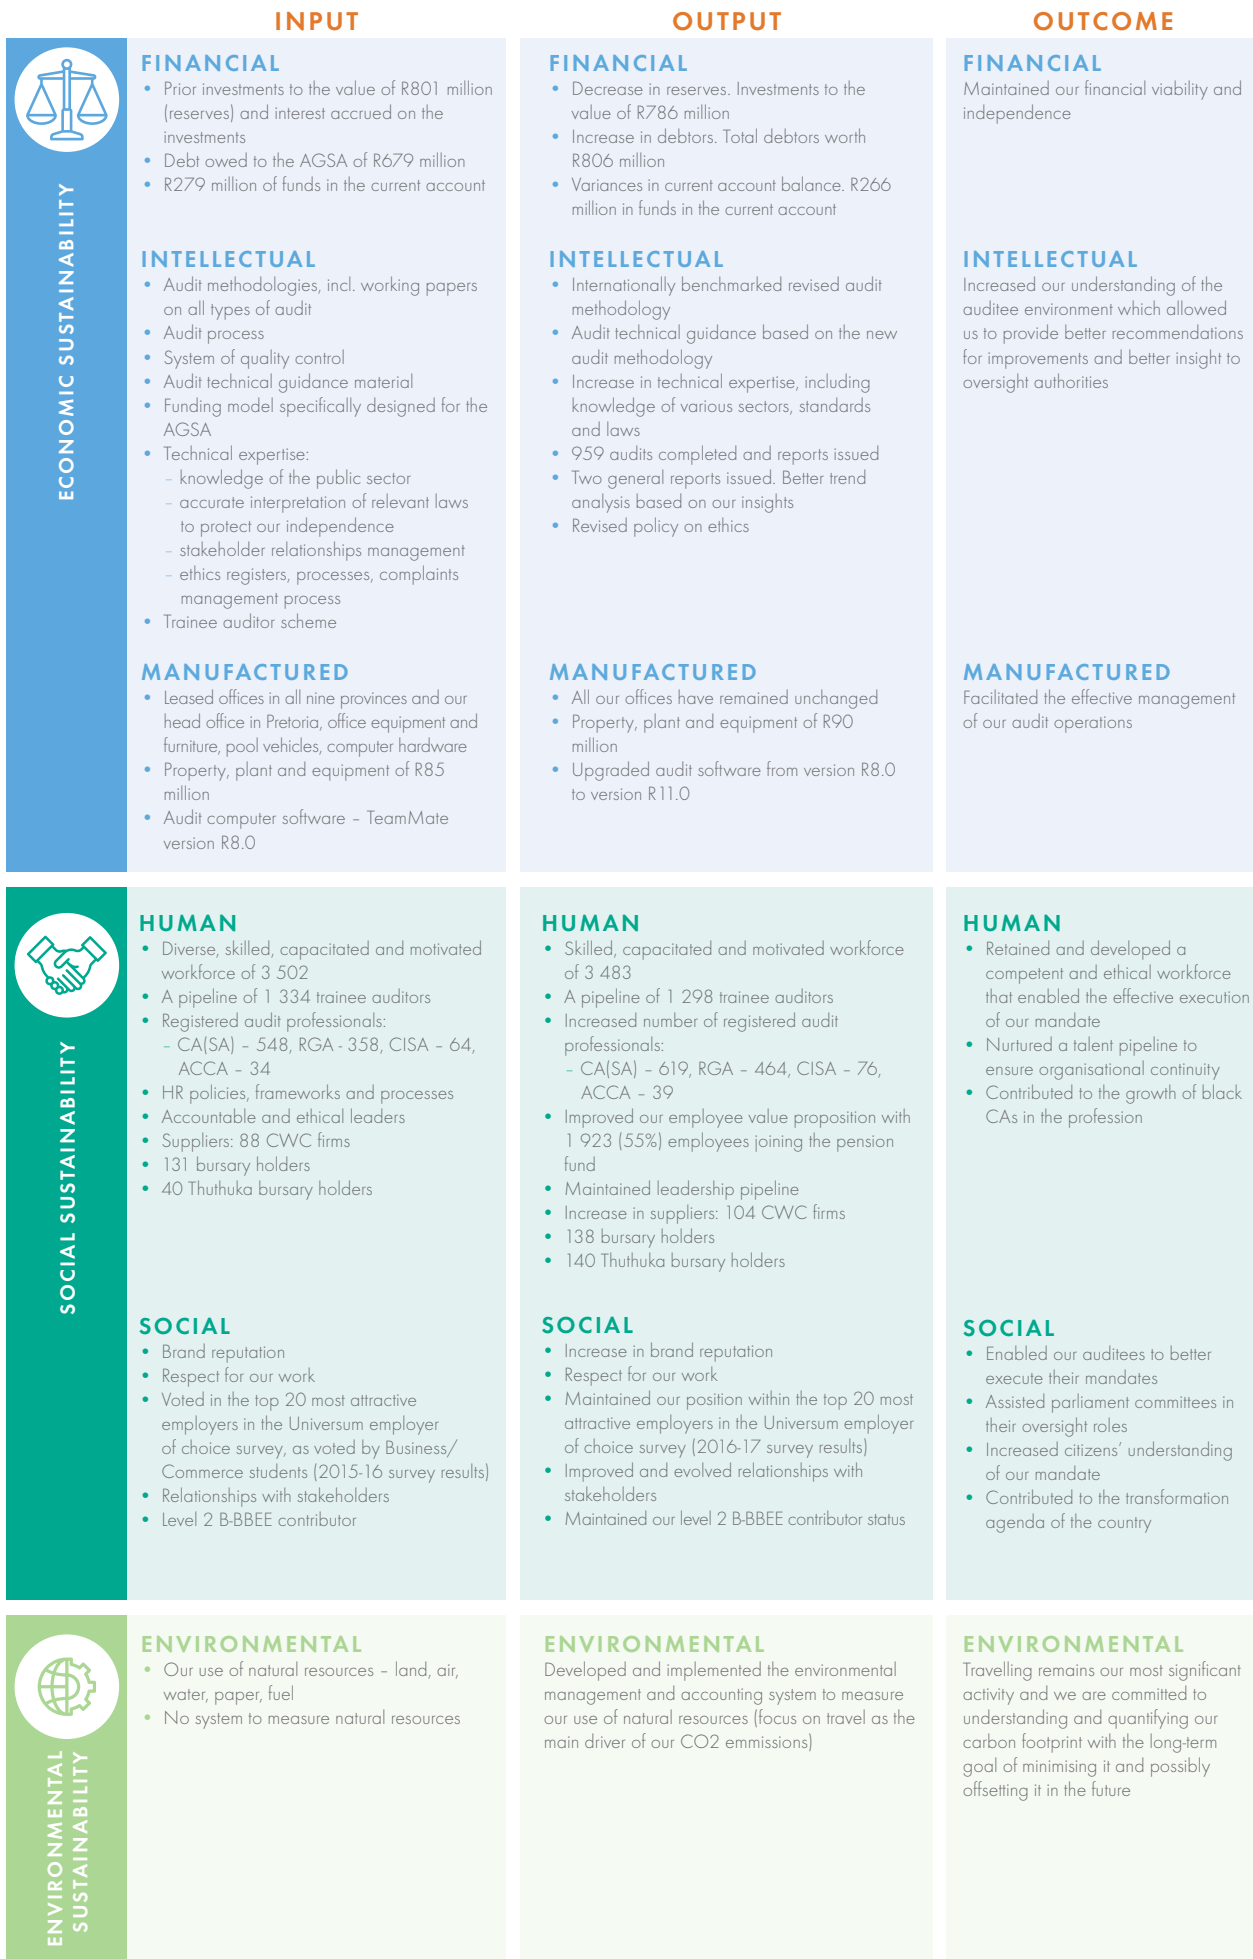 INPUT
OUTPUT
OUTCOME
ECONOMIC SUSTAINABILITY
FINANCIAL
• Prior investments to the value of R801 million
(reserves) and interest accrued on the
investments
• Debt owed to the AGSA of R679 million
• R279 million of funds in the current account
FINANCIAL
• Decrease in reserves. Investments to the
value of R786 million
• Increase in debtors. Total debtors worth
R806 million
• Variances in current account balance. R266
million in funds in the current account
FINANCIAL
Maintained our financial viability and
independence
INTELLECTUAL
• Audit methodologies, incl. working papers
on all types of audit
• Audit process
• System of quality control
• Audit technical guidance material
• Funding model specifically designed for the
AGSA
• Technical expertise:
– knowledge of the public sector
– accurate interpretation of relevant laws
to protect our independence
– stakeholder relationships management
– ethics registers, processes, complaints
management process
• Trainee auditor scheme
INTELLECTUAL
• Internationally benchmarked revised audit
methodology
• Audit technical guidance based on the new
audit methodology
• Increase in technical expertise, including
knowledge of various sectors, standards
and laws
• 959 audits completed and reports issued
• Two general reports issued. Better trend
analysis based on our insights
• Revised policy on ethics
INTELLECTUAL
Increased our understanding of the
auditee environment which allowed
us to provide better recommendations
for improvements and better insight to
oversight authorities
MANUFACTURED
• Leased offices in all nine provinces and our
head office in Pretoria, office equipment and
furniture, pool vehicles, computer hardware
• Property, plant and equipment of R85
million
• Audit computer software – TeamMate
version R8.0
MANUFACTURED
• All our offices have remained unchanged
• Property, plant and equipment of R90
million
• Upgraded audit software from version R8.0
to version R11.0
MANUFACTURED
Facilitated the effective management
of our audit operations
SOCIAL SUSTAINABILITY
HUMAN
• Diverse, skilled, capacitated and motivated
workforce of 3 502
• A pipeline of 1 334 trainee auditors
• Registered audit professionals:
– CA(SA) – 548, RGA - 358, CISA – 64,
ACCA – 34
• HR policies, frameworks and processes
• Accountable and ethical leaders
• Suppliers: 88 CWC firms
• 131 bursary holders
• 40 Thuthuka bursary holders
HUMAN
• Skilled, capacitated and motivated workforce
of 3 483
• A pipeline of 1 298 trainee auditors
• Increased number of registered audit
professionals:
– CA(SA) – 619, RGA – 464, CISA – 76,
ACCA – 39
• Improved our employee value proposition with
1 923 (55%) employees joining the pension
fund
• Maintained leadership pipeline
• Increase in suppliers: 104 CWC firms
• 138 bursary holders
• 140 Thuthuka bursary holders
HUMAN
• Retained and developed a
competent and ethical workforce
that enabled the effective execution
of our mandate
• Nurtured a talent pipeline to
ensure organisational continuity
• Contributed to the growth of black
CAs in the profession
SOCIAL
• Brand reputation
• Respect for our work
• Voted in the top 20 most attractive
employers in the Universum employer
of choice survey, as voted by Business/
Commerce students (2015-16 survey results)
• Relationships with stakeholders
• Level 2 B-BBEE contributor
SOCIAL
• Increase in brand reputation
• Respect for our work
• Maintained our position within the top 20 most
attractive employers in the Universum employer
of choice survey (2016-17 survey results)
• Improved and evolved relationships with
stakeholders
• Maintained our level 2 B-BBEE contributor status
SOCIAL
• Enabled our auditees to better
execute their mandates
• Assisted parliament committees in
their oversight roles
• Increased citizens’ understanding
of our mandate
• Contributed to the transformation
agenda of the country
ENVIRONMENTAL
SUSTAINABILITY
ENVIRONMENTAL
• Our use of natural resources – land, air,
water, paper, fuel
• No system to measure natural resources
ENVIRONMENTAL
Developed and implemented the environmental
management and accounting system to measure
our use of natural resources (focus on travel as the
main driver of our CO2 emmissions)
ENVIRONMENTAL
Travelling remains our most significant
activity and we are committed to
understanding and quantifying our
carbon footprint with the long-term
goal of minimising it and possibly
offsetting it in the future